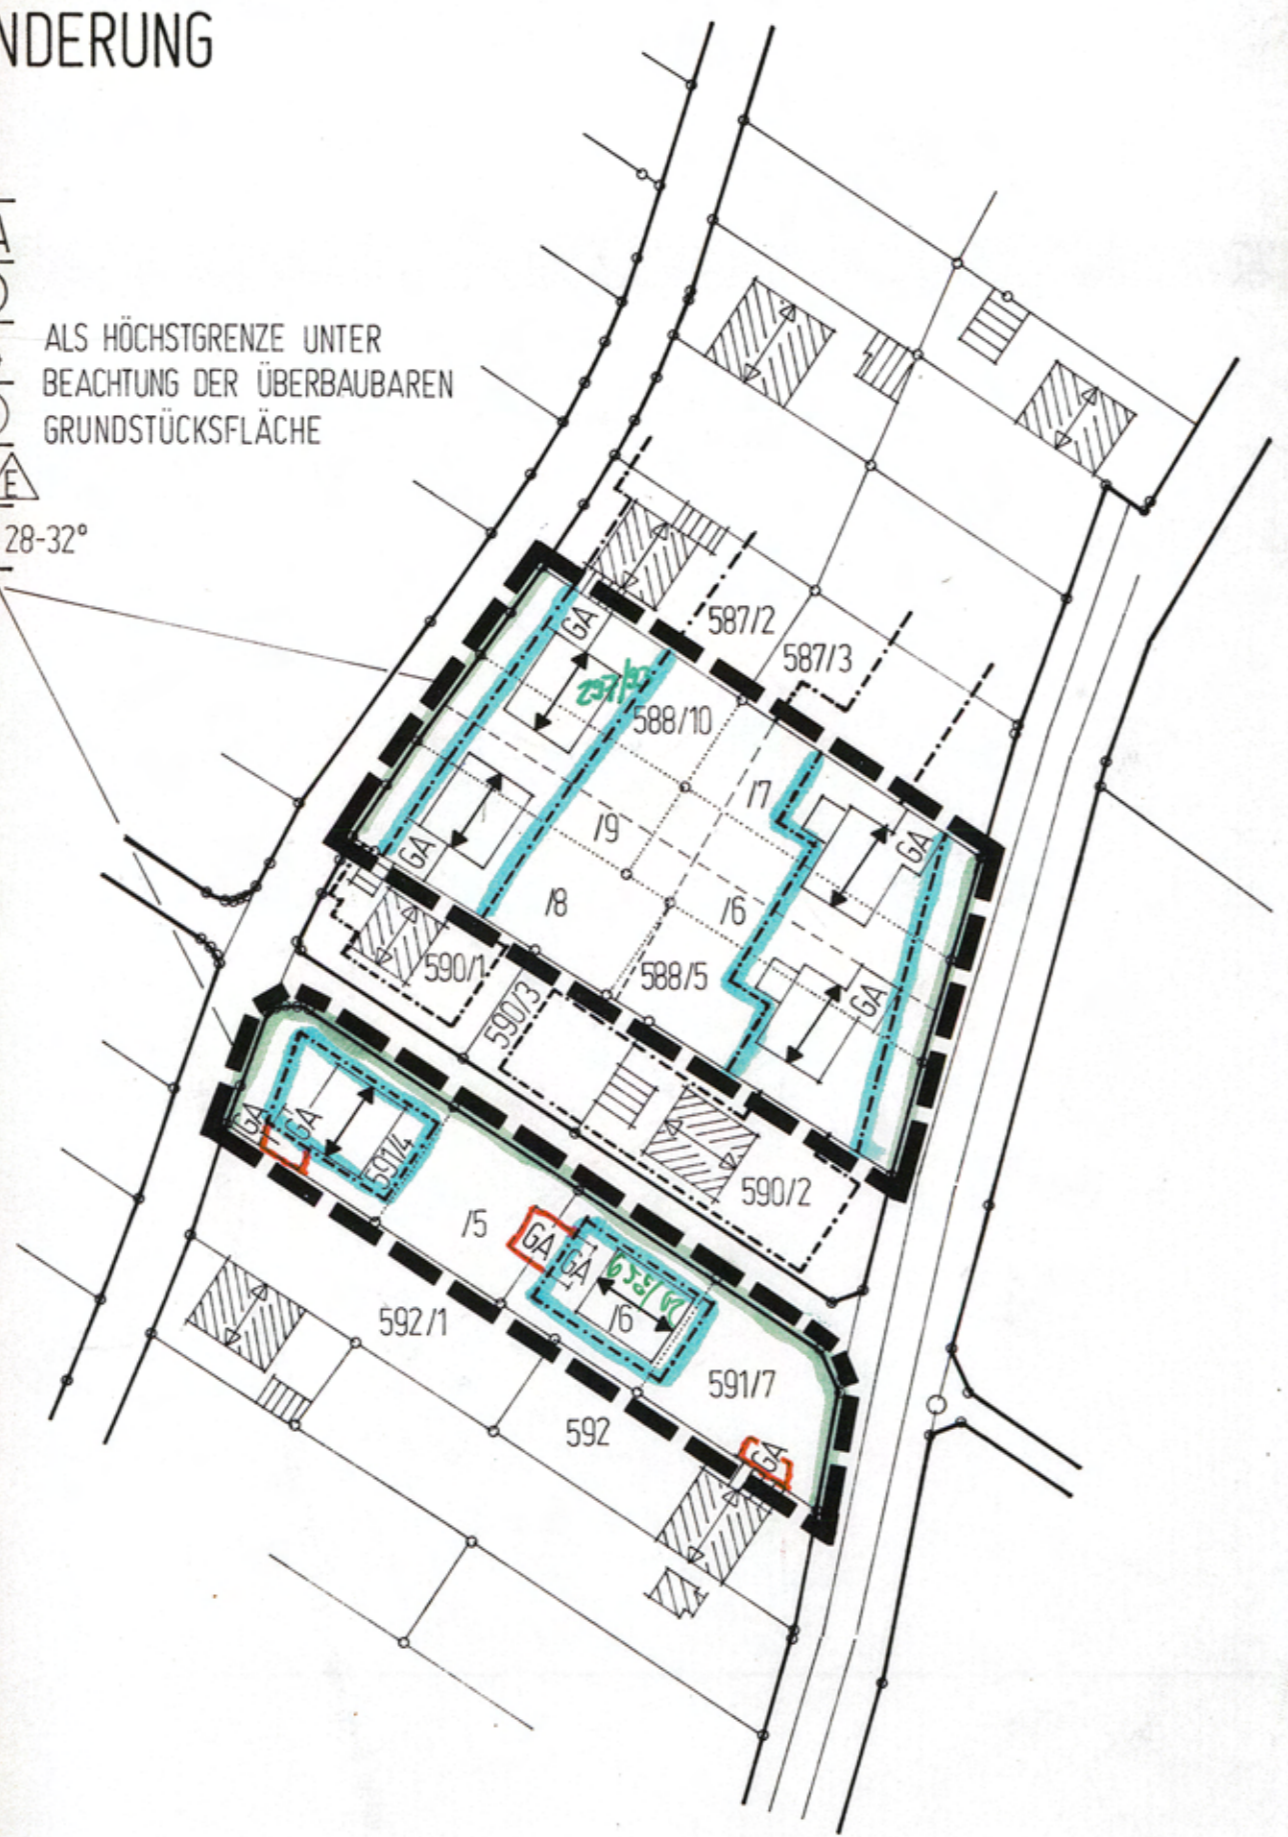 NDERUNG
ALS HÖCHSTGRENZE UNTER
BEACHTUNG DER ÜBERBAUBAREN
GRUNDSTÜCKSFLÄCHE
E
28-32°
587/2
587/3
GA
588/10
/7
/9
GA
GA
/8
/6
590/1
588/5
GA
590/3
GA
GA
591/4
590/2
/5
GA
GA
/6
592/1
591/7
592
GA